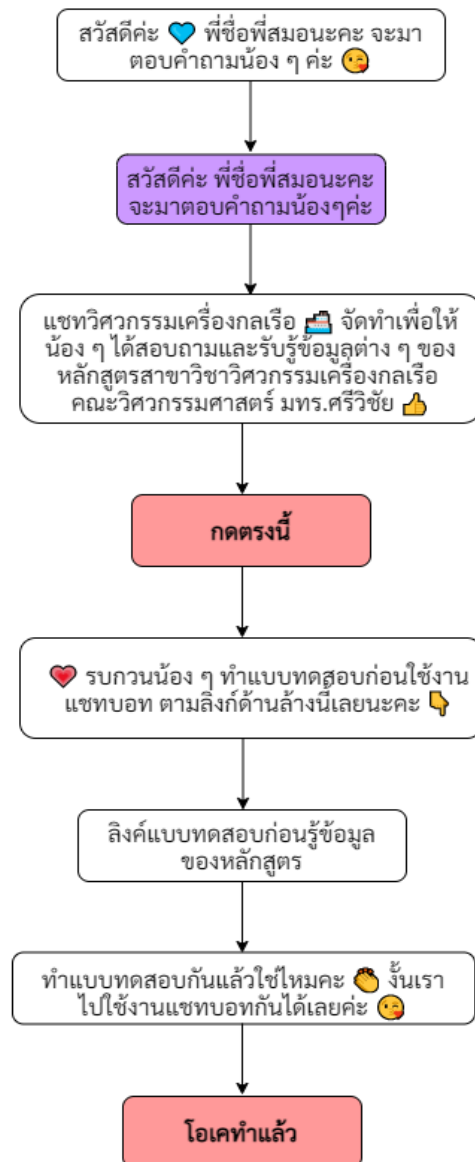 สวัสดีค่ะ 💙 พี่ชื่อพี่สมอนะคะ จะมา
ตอบคำถามน้อง ๆ ค่ะ 😘
สวัสดีค่ะ พี่ชื่อพี่สมอนะคะ
จะมาตอบคำถามน้องๆค่ะ
แชทวิศวกรรมเครื่องกลเรือ 🚢 จัดทำเพื่อให้
น้อง ๆ ได้สอบถามและรับรู้ข้อมูลต่าง ๆ ของ
หลักสูตรสาขาวิชาวิศวกรรมเครื่องกลเรือ
คณะวิศวกรรมศาสตร์ มทร.ศรีวิชัย 👍
กดตรงนี้
💗 รบกวนน้อง ๆ ทำแบบทดสอบก่อนใช้งาน
แชทบอท ตามลิงก์ด้านล้างนี้เลยนะคะ 👇
ลิงค์แบบทดสอบก่อนรู้ข้อมูล
ของหลักสูตร
ทำแบบทดสอบกันแล้วใช่ไหมคะ 👏 งั้นเรา
ไปใช้งานแชทบอทกันได้เลยค่ะ 😘
โอเคทำแล้ว